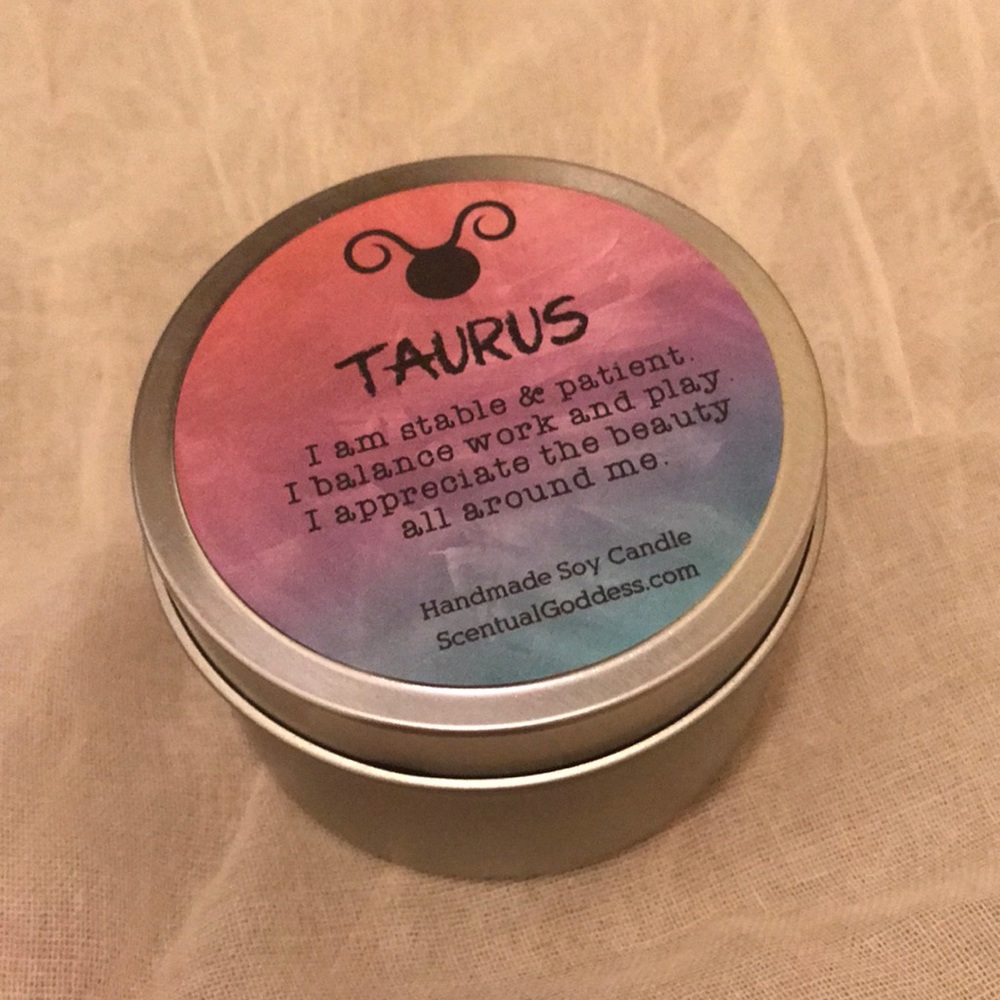 TAURUS
I am stable & patient.
I balance work and play.
I appreciate the beauty
all around me.
Handmade Soy Candle
ScentualGoddess.com